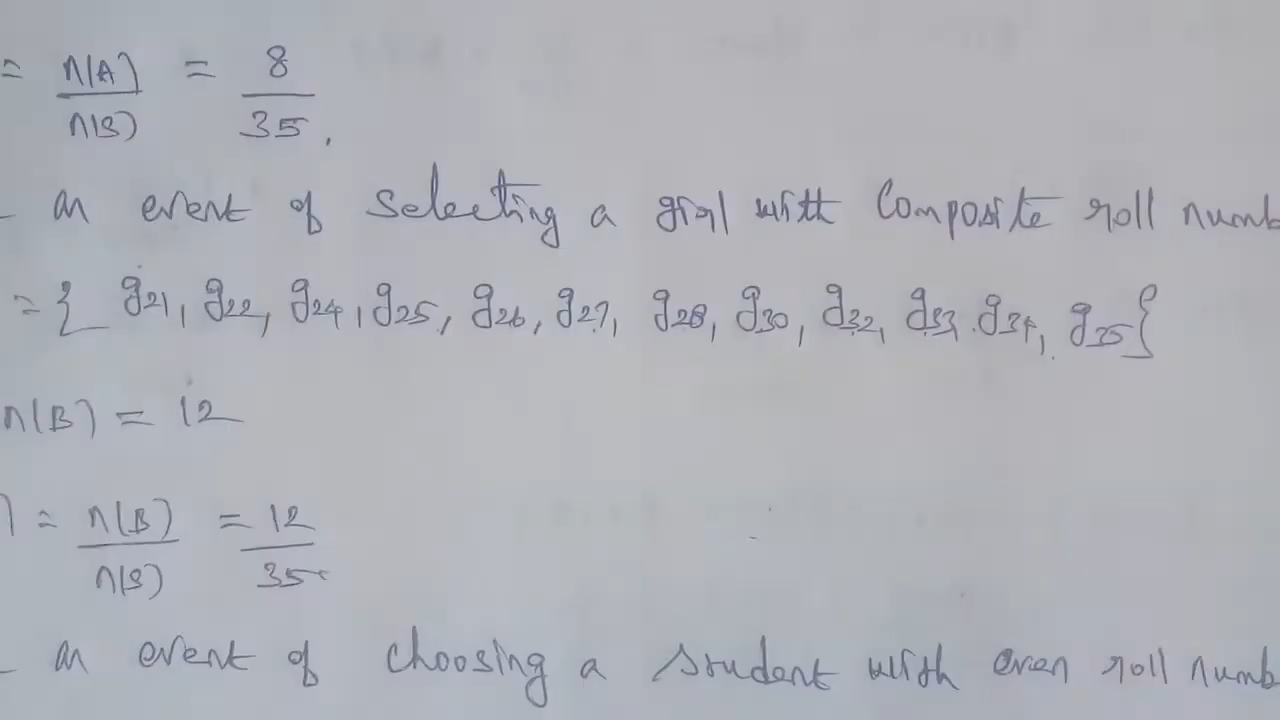 = n(A) = 8
n(S) 35.
an event of selecting a girl with Composite roll numb
= { g21, g22, g24, g25, g26, g27, g28, g30, g32, g33, g34, g35}
n(B) = 12
) = n(B) = 12
n(S) 35
an event of choosing a student with even roll numb